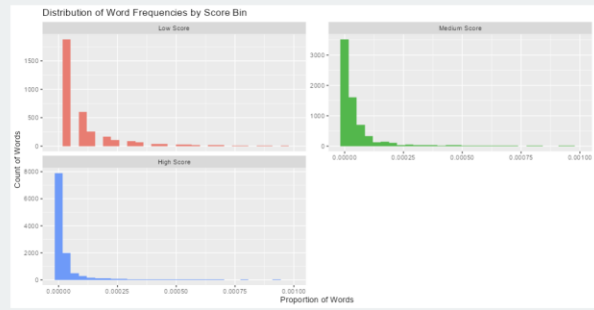 Distribution of Word Frequencies by Score Bin
Low Score
Medium Score
1500
1000
500
0
3000
2000
1000
0
0.00000 0.00025 0.00050 0.00075 0.00100
High Score
8000
6000
4000
2000
0
0.00000 0.00025 0.00050 0.00075 0.00100
Count of Words
Proportion of Words